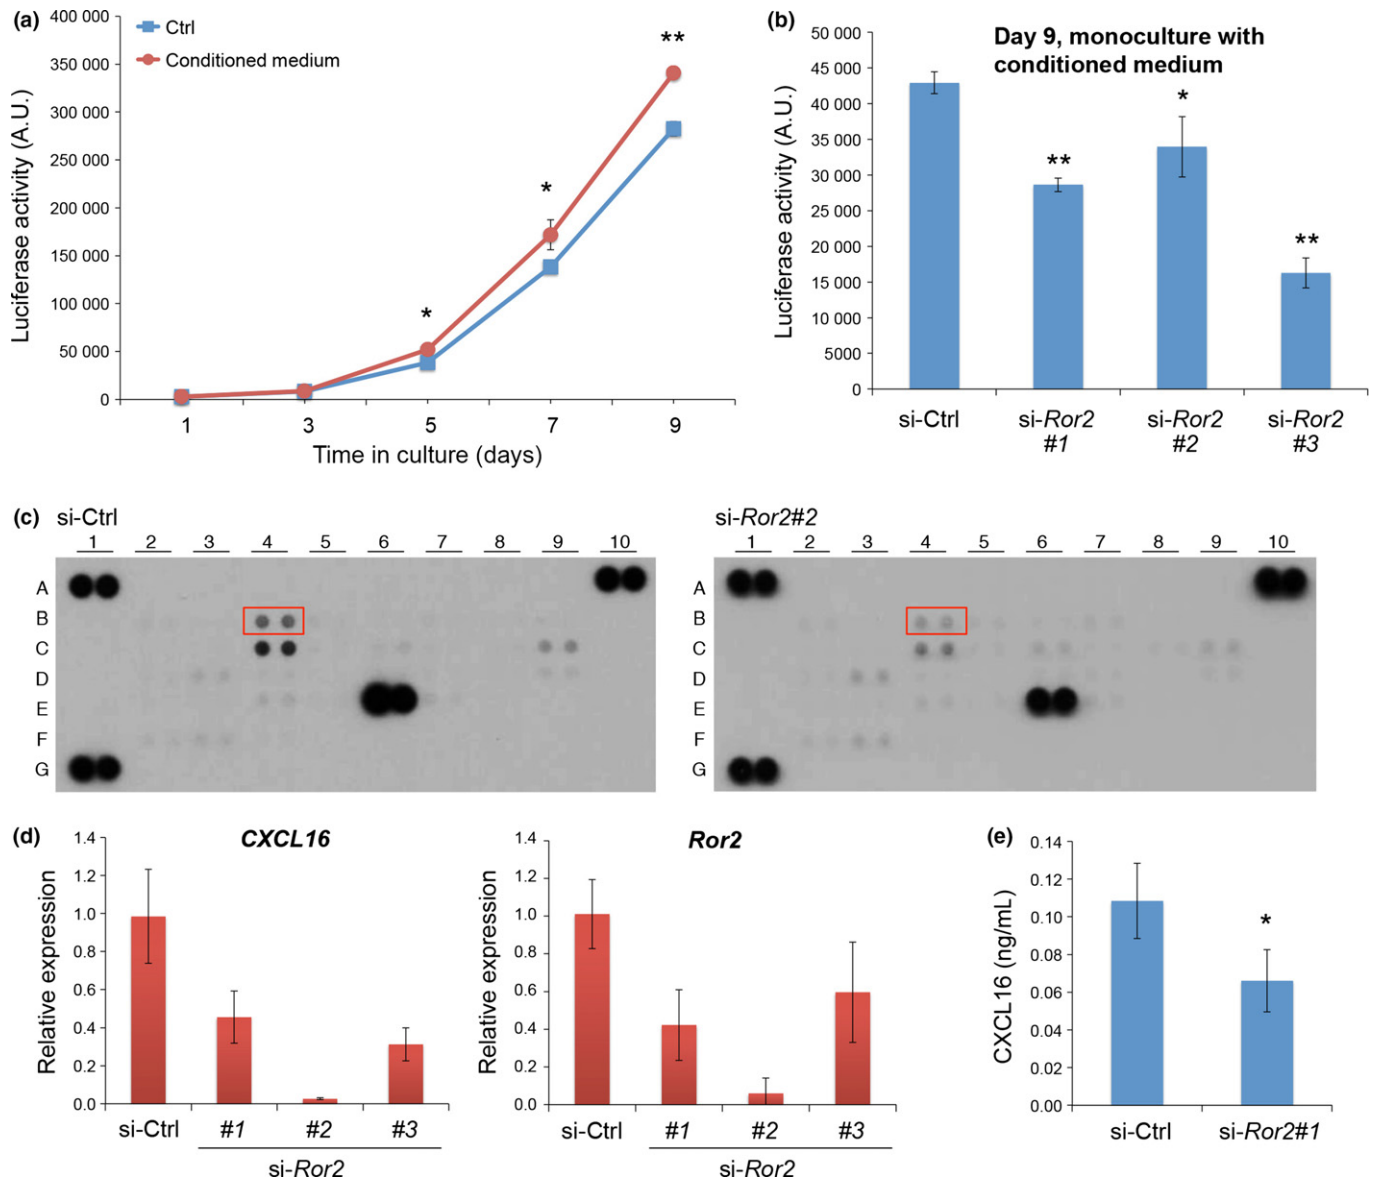 (a)
400 000
350 000
300 000
250 000
200 000
150 000
100 000
50 000
0
Luciferase activity (A.U.)
Ctrl
Conditioned medium
*
*
**
1 3 5 7 9
Time in culture (days)
(b)
Day 9, monoculture with
conditioned medium
50 000
45 000
40 000
35 000
30 000
25 000
20 000
15 000
10 000
5000
0
Luciferase activity (A.U.)
**
*
**
si-Ctrl si-Ror2 si-Ror2 si-Ror2
#1 #2 #3
(c)
si-Ctrl
1 2 3 4 5 6 7 8 9 10
A
B
C
D
E
F
G
si-Ror2#2
1 2 3 4 5 6 7 8 9 10
A
B
C
D
E
F
G
(d)
CXCL16
1.4
1.2
1.0
0.8
0.6
0.4
0.2
0.0
Relative expression
si-Ctrl #1 #2 #3
si-Ror2
Ror2
1.4
1.2
1.0
0.8
0.6
0.4
0.2
0.0
Relative expression
si-Ctrl #1 #2 #3
si-Ror2
(e)
0.14
0.12
0.10
0.08
0.06
0.04
0.02
0.00
CXCL16 (ng/mL)
*
si-Ctrl si-Ror2#1